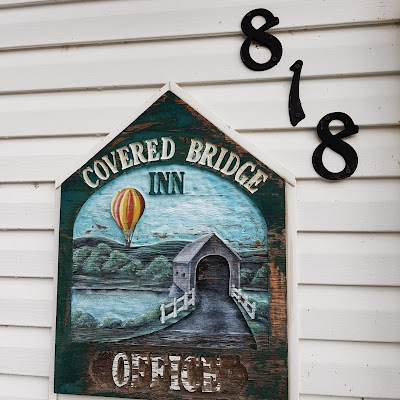 818
COVERED BRIDGE
INN
OFFICE